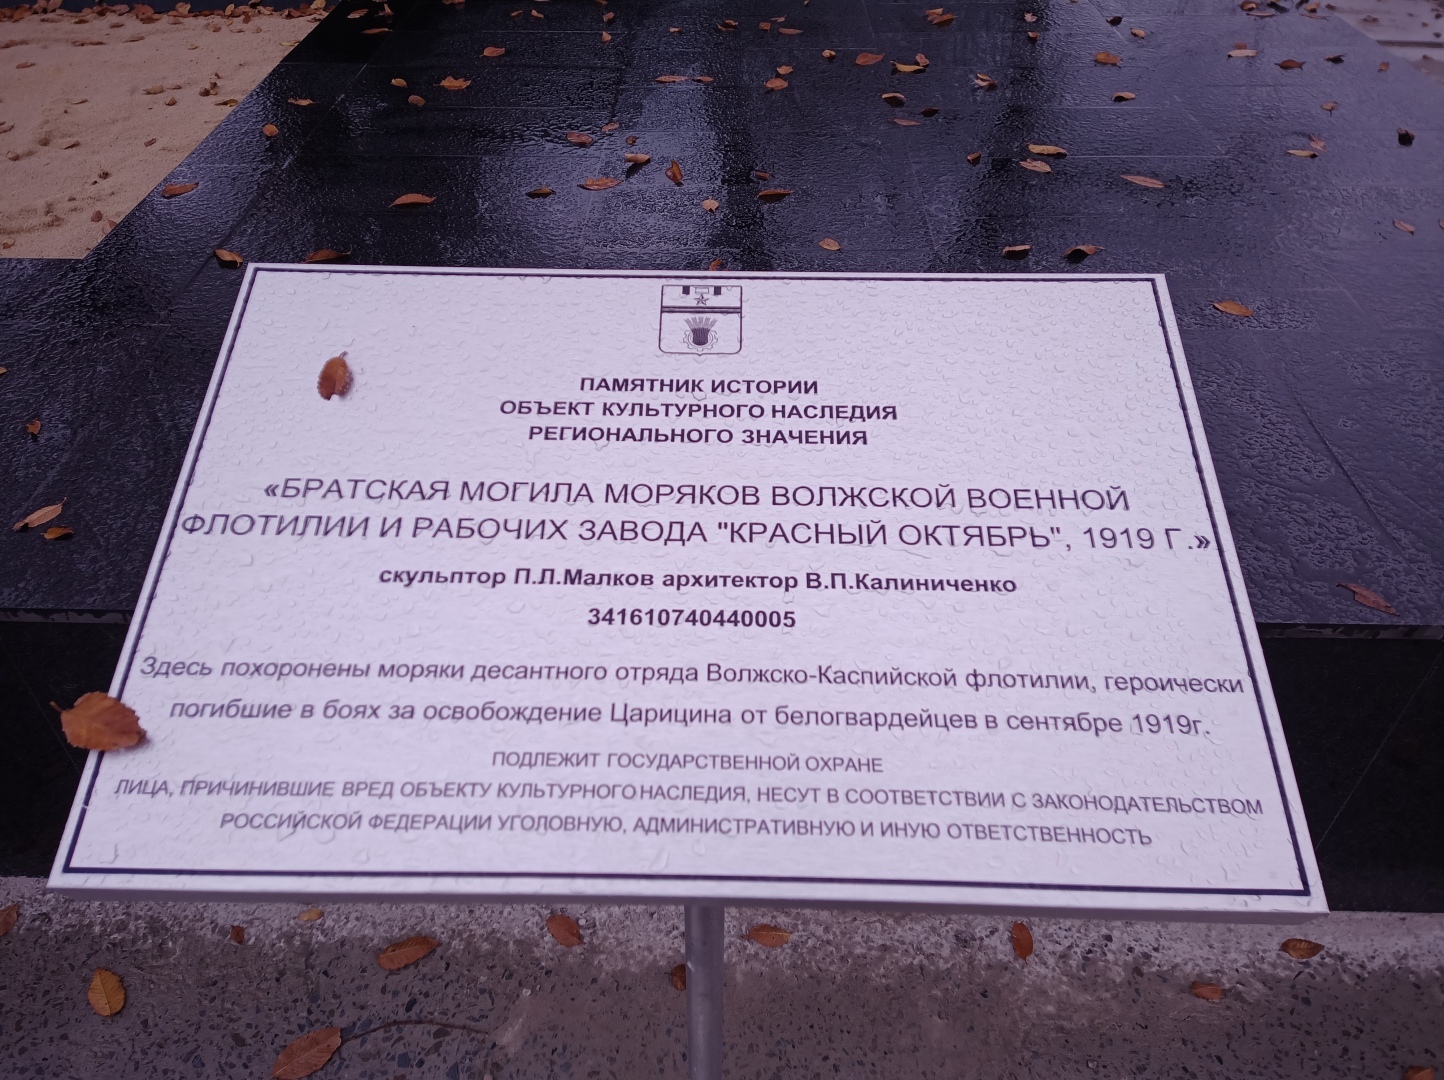 ПАМЯТНИК ИСТОРИИ
ОБЪЕКТ КУЛЬТУРНОГО НАСЛЕДИЯ
РЕГИОНАЛЬНОГО ЗНАЧЕНИЯ
«БРАТСКАЯ МОГИЛА МОРЯКОВ ВОЛЖСКОЙ ВОЕННОЙ
ФЛОТИЛИИ И РАБОЧИХ ЗАВОДА "КРАСНЫЙ ОКТЯБРЬ", 1919 Г.»
скульптор П.Л.Малков архитектор В.П.Калиниченко
341610740440005
Здесь похоронены моряки десантного отряда Волжско-Каспийской флотилии, героически
погибшие в боях за освобождение Царицина от белогвардейцев в сентябре 1919г.
ПОДЛЕЖИТ ГОСУДАРСТВЕННОЙ ОХРАНЕ
ЛИЦА, ПРИЧИНИВШИЕ ВРЕД ОБЪЕКТУ КУЛЬТУРНОГО НАСЛЕДИЯ, НЕСУТ В СООТВЕТСТВИИ С ЗАКОНОДАТЕЛЬСТВОМ
РОССИЙСКОЙ ФЕДЕРАЦИИ УГОЛОВНУЮ, АДМИНИСТРАТИВНУЮ И ИНУЮ ОТВЕТСТВЕННОСТЬ